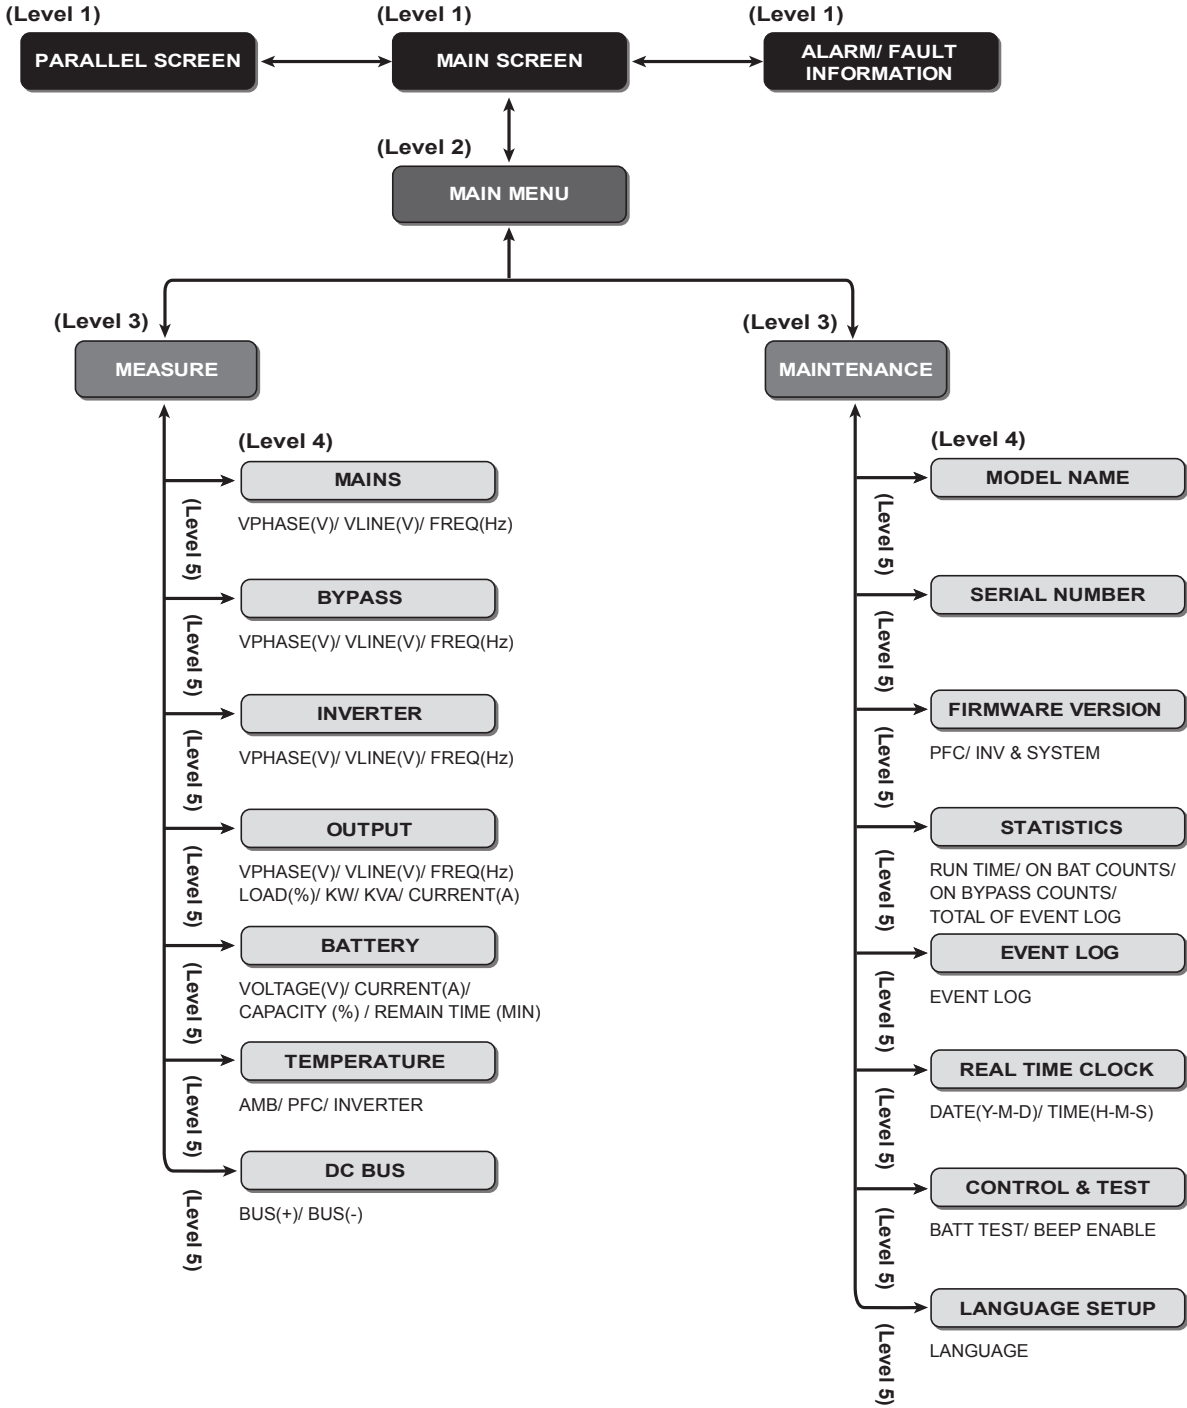 (Level 1)
(Level 1)
(Level 1)
PARALLEL SCREEN
MAIN SCREEN
ALARM/ FAULT
INFORMATION
(Level 2)
MAIN MENU
(Level 3)
MEASURE
(Level 4)
MAINS
(Level 5)
VPHASE(V)/ VLINE(V)/ FREQ(Hz)
BYPASS
(Level 5)
VPHASE(V)/ VLINE(V)/ FREQ(Hz)
INVERTER
(Level 5)
VPHASE(V)/ VLINE(V)/ FREQ(Hz)
OUTPUT
(Level 5)
VPHASE(V)/ VLINE(V)/ FREQ(Hz)
LOAD(%)/ KW/ KVA/ CURRENT(A)
BATTERY
(Level 5)
VOLTAGE(V)/ CURRENT(A)/
CAPACITY (%) / REMAIN TIME (MIN)
TEMPERATURE
(Level 5)
AMB/ PFC/ INVERTER
DC BUS
(Level 5)
BUS(+)/ BUS(-)
(Level 3)
MAINTENANCE
(Level 4)
MODEL NAME
(Level 5)
SERIAL NUMBER
(Level 5)
FIRMWARE VERSION
(Level 5)
PFC/ INV & SYSTEM
STATISTICS
(Level 5)
RUN TIME/ ON BAT COUNTS/
ON BYPASS COUNTS/
TOTAL OF EVENT LOG
EVENT LOG
(Level 5)
EVENT LOG
REAL TIME CLOCK
(Level 5)
DATE(Y-M-D)/ TIME(H-M-S)
CONTROL & TEST
(Level 5)
BATT TEST/ BEEP ENABLE
LANGUAGE SETUP
(Level 5)
LANGUAGE